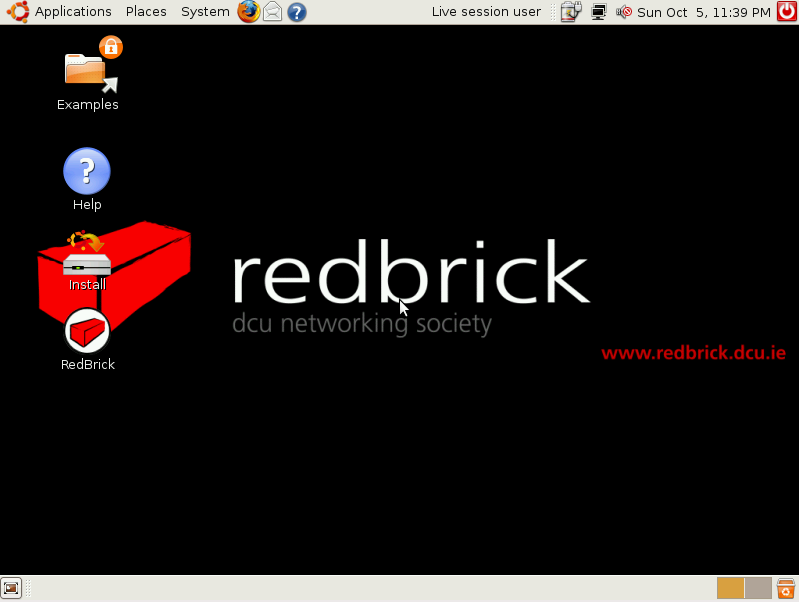 Applications Places System Live session user Sun Oct 5, 11:39 PM
Examples
?
Help
Install
redbrick
dcu networking society
RedBrick
www.redbrick.dcu.ie